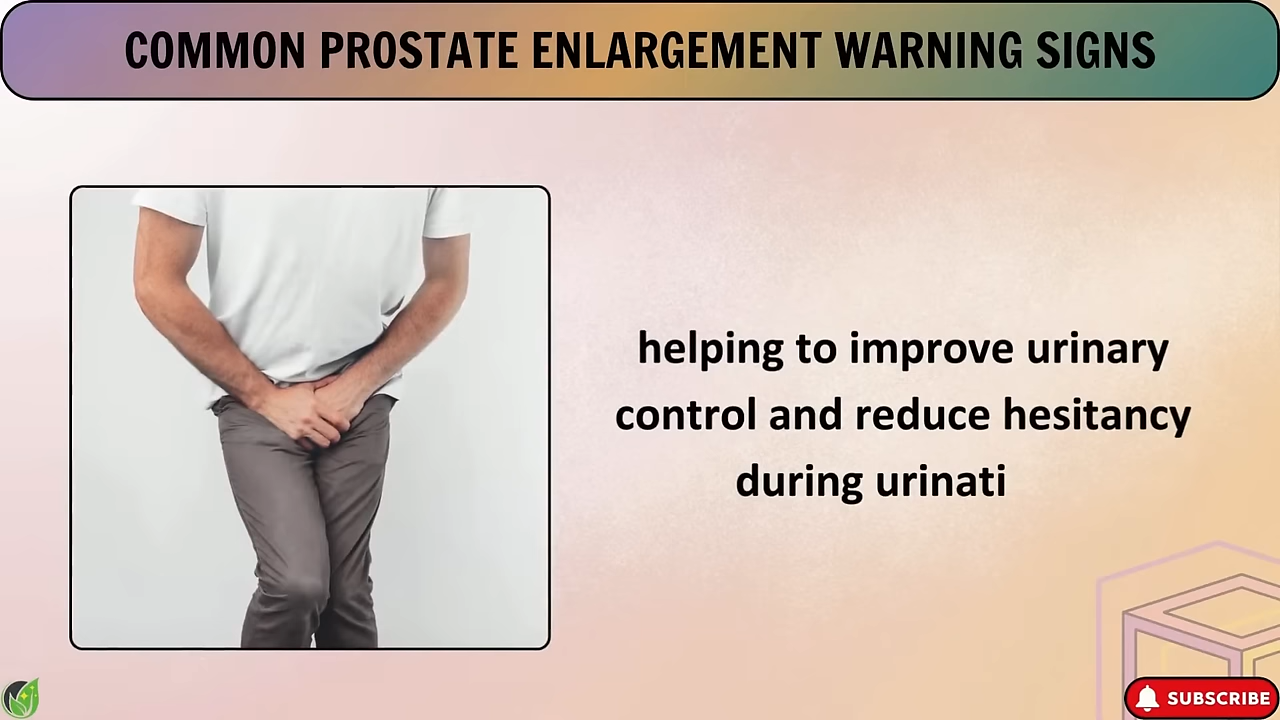 COMMON PROSTATE ENLARGEMENT WARNING SIGNS
helping to improve urinary
control and reduce hesitancy
during urinati
SUBSCRIBE